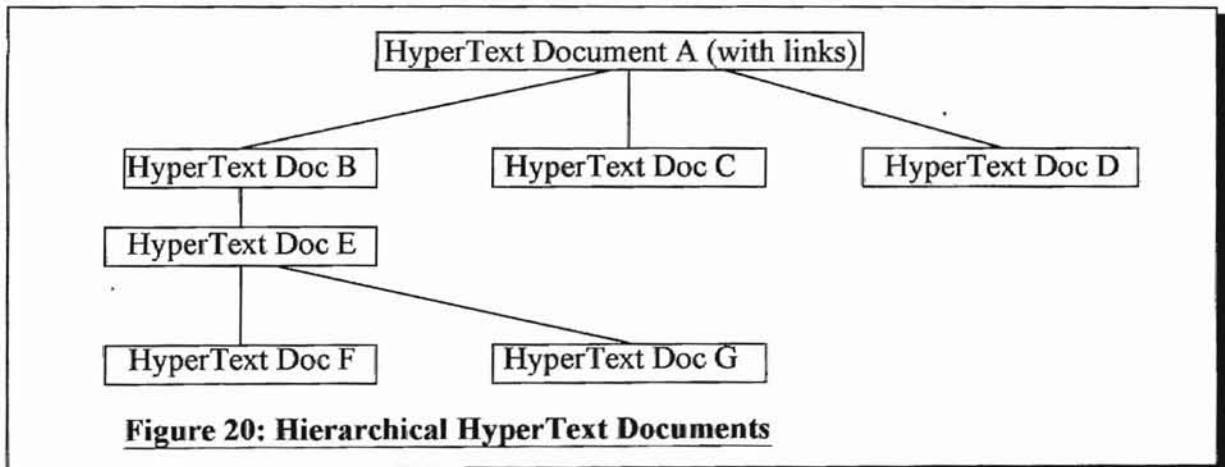 HyperText Document A (with links)
HyperText Doc B
HyperText Doc C
HyperText Doc D
HyperText Doc E
HyperText Doc F
HyperText Doc G
Figure 20: Hierarchical HyperText Documents